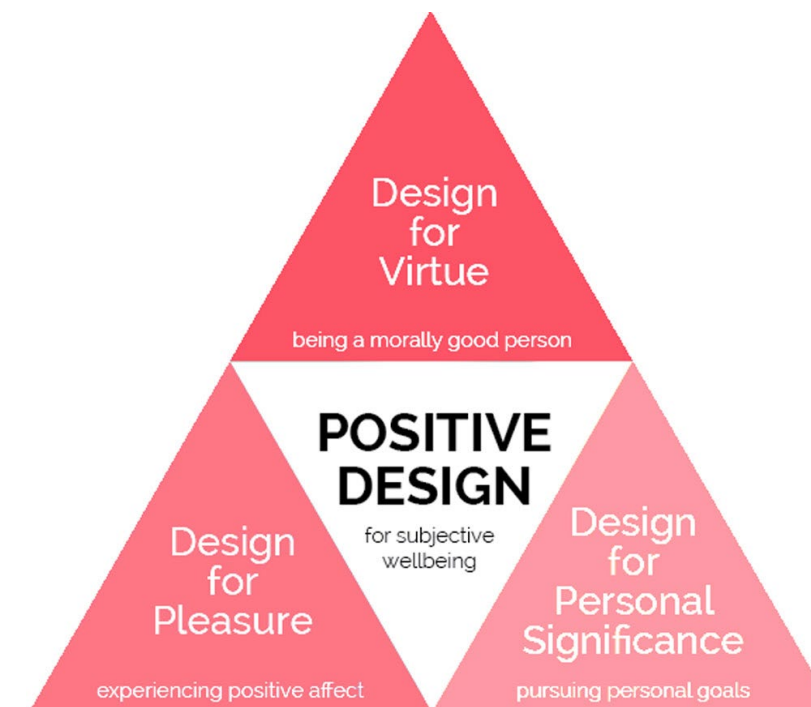 Design
for
Virtue
being a morally good person
POSITIVE
DESIGN
for subjective
wellbeing
Design
for
Pleasure
experiencing positive affect
Design
for
Personal
Significance
pursuing personal goals